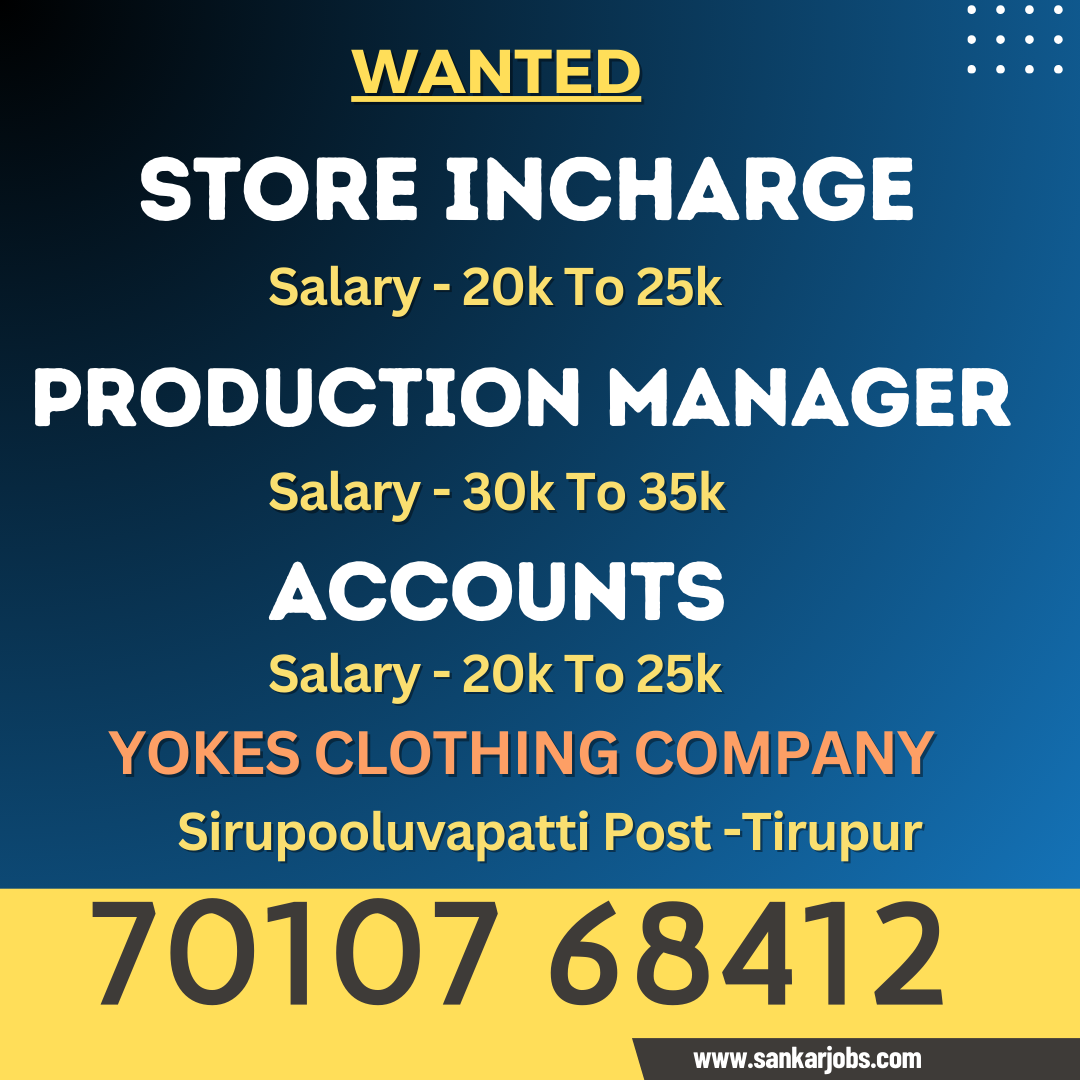 WANTED
STORE INCHARGE
Salary - 20k To 25k
PRODUCTION MANAGER
Salary - 30k To 35k
ACCOUNTS
Salary - 20k To 25k
YOKES CLOTHING COMPANY
Sirupooluvapatti Post -Tirupur
70107 68412
www.sankarjobs.com